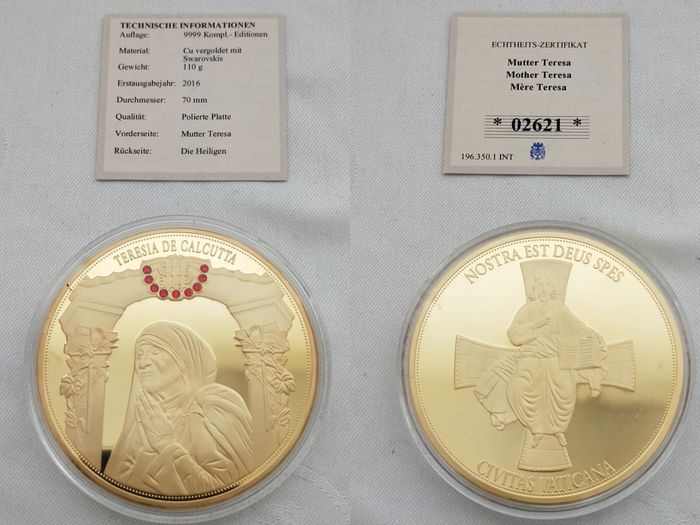 TECHNISCHE INFORMATIONEN
Auflage: 9999 Kompl.- Editionen
Material: Cu vergoldet mit
Swarovskis
Gewicht: 110 g
Erstausgabejahr: 2016
Durchmesser: 70 mm
Qualität: Polierte Platte
Vorderseite: Mutter Teresa
Rückseite: Die Heiligen
ECHTHEITS-ZERTIFIKAT
Mutter Teresa
Mother Teresa
Mère Teresa
* 02621 *
196.350.1 INT
TERESIA DE CALCUTTA
NOSTRA EST DEUS SPES
CIVITAS VATICANA